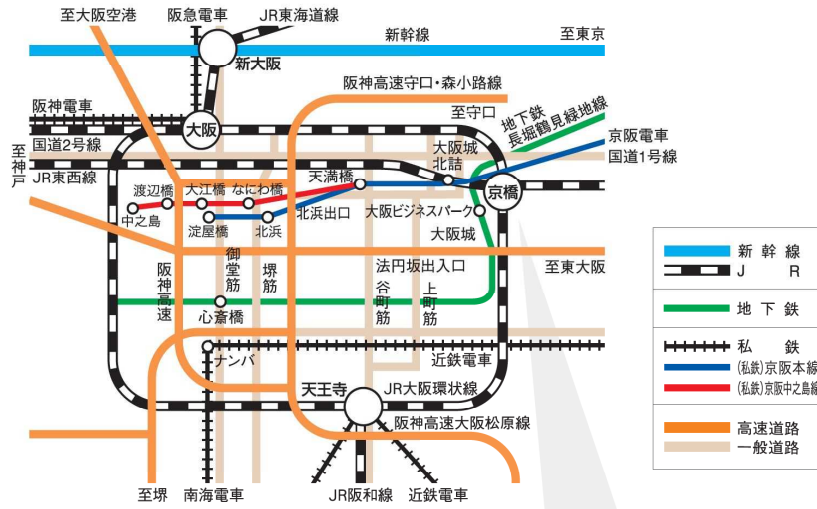 至大阪空港
阪急電車
JR東海道線
新幹線
至東京
新大阪
阪神高速守口・森小路線
阪神電車
大阪
至守口
地下鉄
長堀鶴見緑地線
京阪電車
国道2号線
大阪城
北詰
国道1号線
至神戸
JR東西線
天満橋
渡辺橋
大江橋
なにわ橋
京橋
中之島
淀屋橋
北浜
北浜出口
大阪ビジネスパーク
大阪城
阪神高速
御堂筋
堺筋
法円坂出入口
至東大阪
谷町筋
上町筋
心斎橋
ナンバ
近鉄電車
天王寺
JR大阪環状線
阪神高速大阪松原線
至堺
南海電車
JR阪和線
近鉄電車
新幹線
JR
地下鉄
私鉄
(私鉄)京阪本線
(私鉄)京阪中之島線
高速道路
一般道路